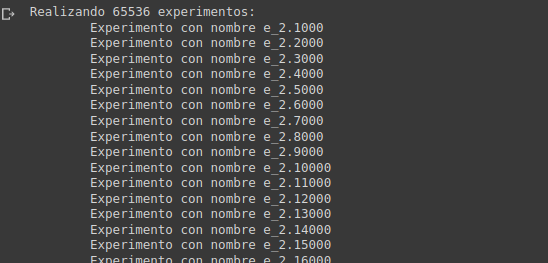 Realizando 65536 experimentos:
Experimento con nombre e_2.1000
Experimento con nombre e_2.2000
Experimento con nombre e_2.3000
Experimento con nombre e_2.4000
Experimento con nombre e_2.5000
Experimento con nombre e_2.6000
Experimento con nombre e_2.7000
Experimento con nombre e_2.8000
Experimento con nombre e_2.9000
Experimento con nombre e_2.10000
Experimento con nombre e_2.11000
Experimento con nombre e_2.12000
Experimento con nombre e_2.13000
Experimento con nombre e_2.14000
Experimento con nombre e_2.15000
Experimento con nombre e_2.16000